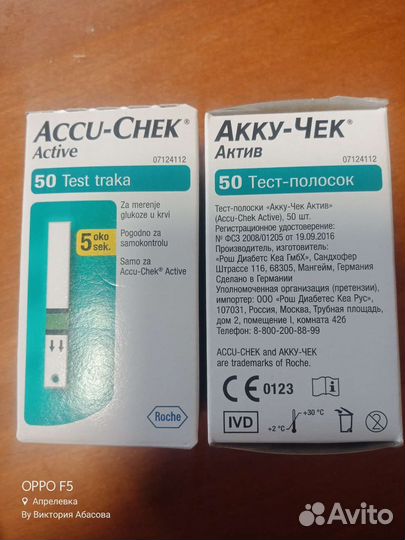 ACCU-CHEK®
Active
07124112
50 Test traka
Za merenje
glukoze u krvi
5 oko
sek.
Pogodno za
samokontrolu
Samo za
Accu-Chek® Active
Roche
АККУ-ЧЕК®
АКТИВ
07124112
50 Тест-полосок
Тест-полоски «Акку-Чек Актив»
(Accu-Chek Active), 50 шт.
Регистрационное удостоверение:
№ ФСЗ 2008/01205 от 19.09.2016
Производитель, изготовитель:
«Рош Диабетс Кеа ГмбХ», Сандхофер
Штрассе 116, 68305, Мангейм, Германия
Сделано в Германии
Уполномоченная организация (претензии),
импортер: ООО «Рош Диабетс Кеа Рус»,
107031, Россия, Москва, Трубная площадь,
дом 2, помещение I, комната 42б
Телефон: 8-800-200-88-99
ACCU-CHEK and АККУ-ЧЕК
are trademarks of Roche.
CE 0123
IVD
+2 °C
+30 °C
2
OPPO F5
Апрелевка
By Виктория Абасова
Avito